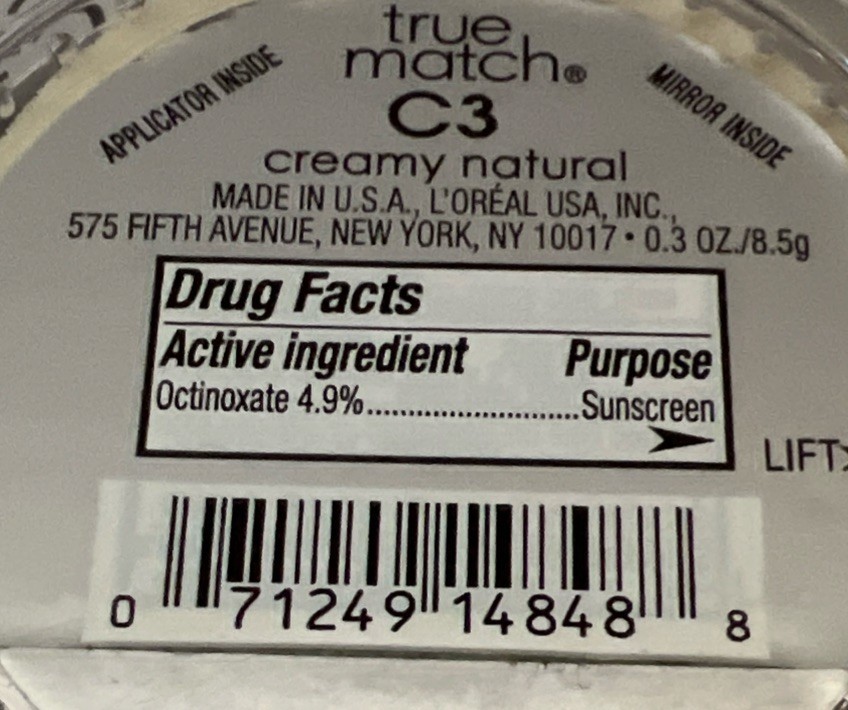 true
match®
APPLICATOR INSIDE
MIRROR INSIDE
C3
creamy natural
MADE IN U.S.A., L'ORÉAL USA, INC.,
575 FIFTH AVENUE, NEW YORK, NY 10017 • 0.3 OZ./8.5g
Drug Facts
Active ingredient Purpose
Octinoxate 4.9%............................Sunscreen
LIFT
0 71249 14848 8